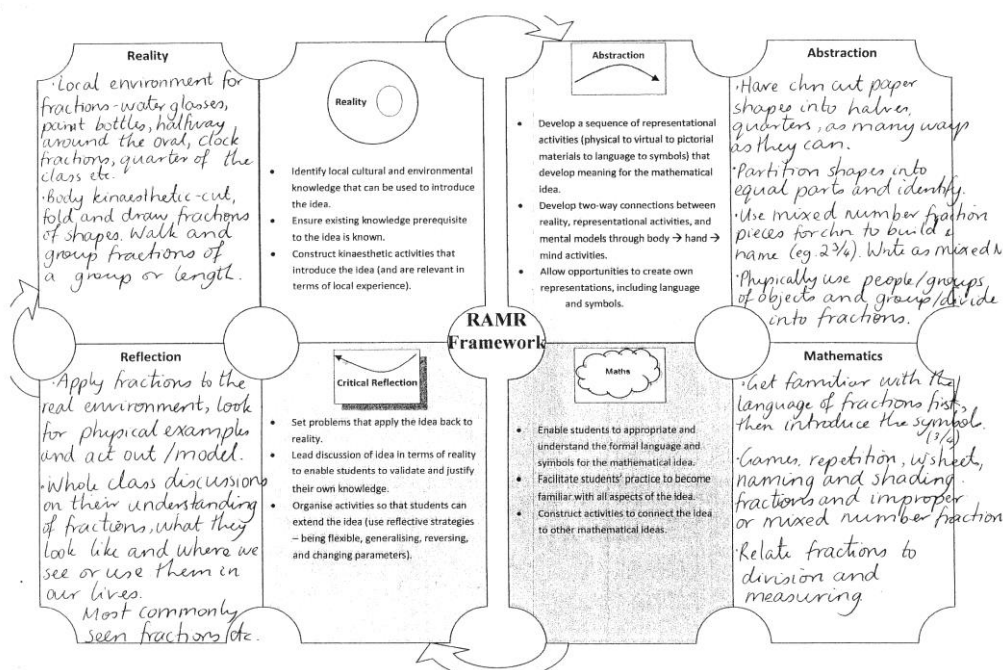 Reality
·Local environment for
fractions - water glasses,
paint bottles, halfway
around the oval, clock
fractions, quarter of the
class etc.
·Body kinaesthetic - cut,
fold and draw fractions
of shapes. Walk and
group fractions of
a group or length.
Reality
• Identify local cultural and environmental
knowledge that can be used to introduce
the idea.
• Ensure existing knowledge prerequisite
to the idea is known.
• Construct kinaesthetic activities that
introduce the idea (and are relevant in
terms of local experience).
Abstraction
• Develop a sequence of representational
activities (physical to virtual to pictorial
materials to language to symbols) that
develop meaning for the mathematical
idea.
• Develop two-way connections between
reality, representational activities, and
mental models through body → hand →
mind activities.
• Allow opportunities to create own
representations, including language
and symbols.
Abstraction
·Have chn cut paper
shapes into halves,
quarters, as many ways
as they can.
·Partition shapes into
equal parts and identify.
·Use mixed number fraction
pieces for chn to build &
name (eg. 2 3/4). Write as mixed N
·Physically use people/groups
of objects and group/divide
into fractions.
RAMR
Framework
Reflection
·Apply fractions to the
real environment, look
for physical examples
and act out/model.
·Whole class discussions
on their understanding
of fractions, what they
look like and where we
see or use them in
our lives.
Most commonly
seen fractions etc.
Critical Reflection
• Set problems that apply the idea back to
reality.
• Lead discussion of idea in terms of reality
to enable students to validate and justify
their own knowledge.
• Organise activities so that students can
extend the idea (use reflective strategies
– being flexible, generalising, reversing,
and changing parameters).
Maths
• Enable students to appropriate and
understand the formal language and
symbols for the mathematical idea.
• Facilitate students' practice to become
familiar with all aspects of the idea.
• Construct activities to connect the idea
to other mathematical ideas.
Mathematics
·Get familiar with the
language of fractions first,
then introduce the symbol.
(3/4)
·Games, repetition, w/sheet,
naming and shading
fractions and improper
or mixed number fraction
·Relate fractions to
division and
measuring